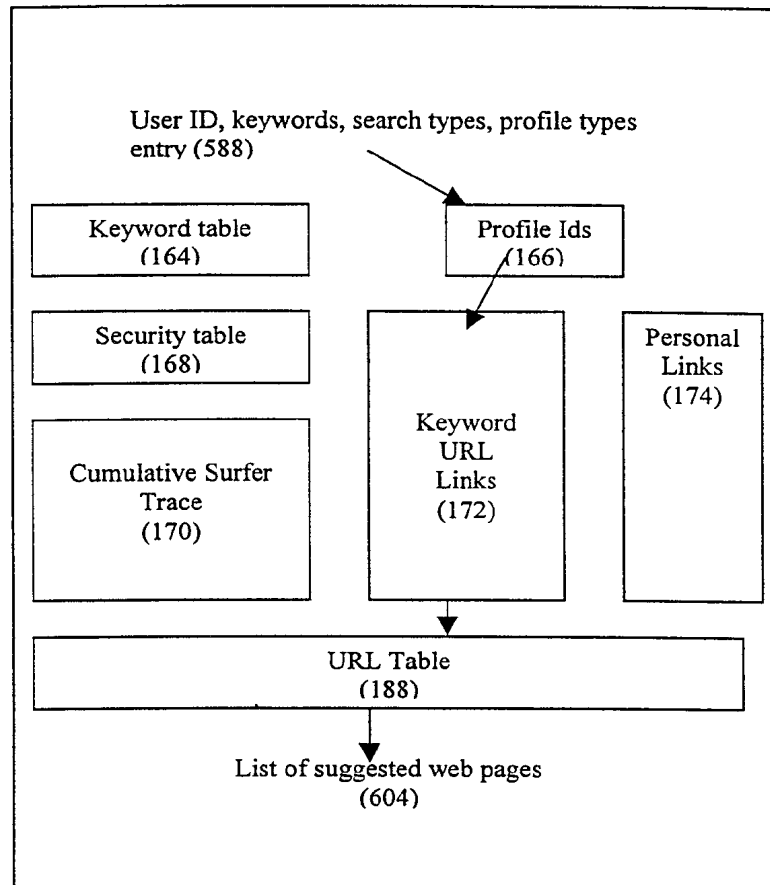 User ID, keywords, search types, profile types
entry (588)
Keyword table
(164)
Profile Ids
(166)
Security table
(168)
Personal
Links
(174)
Keyword
URL
Links
(172)
Cumulative Surfer
Trace
(170)
URL Table
(188)
List of suggested web pages
(604)